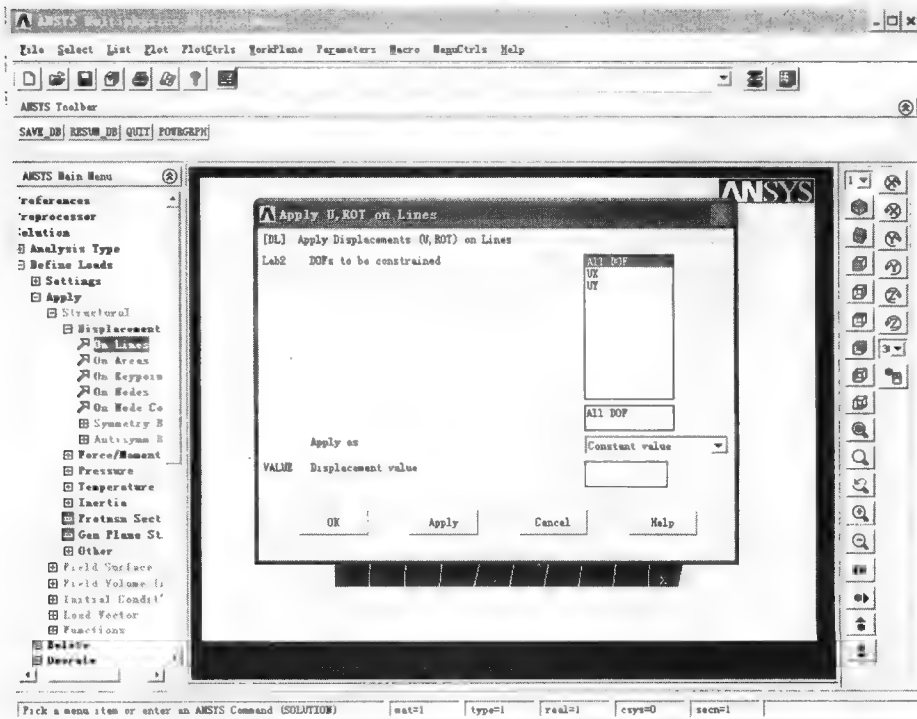 ANSYS Multiphysics
File Select List Plot PlotCtrls WorkPlane Parameters Macro MenuCtrls Help
ANSYS Toolbar
SAVE_DB RESUM_DB QUIT POWRGRPH
ANSYS Main Menu
references
reprocessor
olution
Analysis Type
Define Loads
Settings
Apply
Structural
Displacement
On Lines
On Areas
On Keypoin
On Nodes
On Node Co
Symmetry B
Antisymm B
Force/Moment
Pressure
Temperature
Inertia
Pretnsn Sect
Gen Plane St
Other
Field Surface
Field Volume
Initial Condit'
Load Vector
Functions
Delete
Operate
ANSYS
Apply U,ROT on Lines
[DL] Apply Displacements (U,ROT) on Lines
Lab2 DOFs to be constrained
All DOF
UX
UY
All DOF
Apply as
Constant value
VALUE Displacement value
OK Apply Cancel Help
X
1
3
Pick a menu item or enter an ANSYS Command (SOLUTION) mat=1 type=1 real=1 csys=0 secn=1